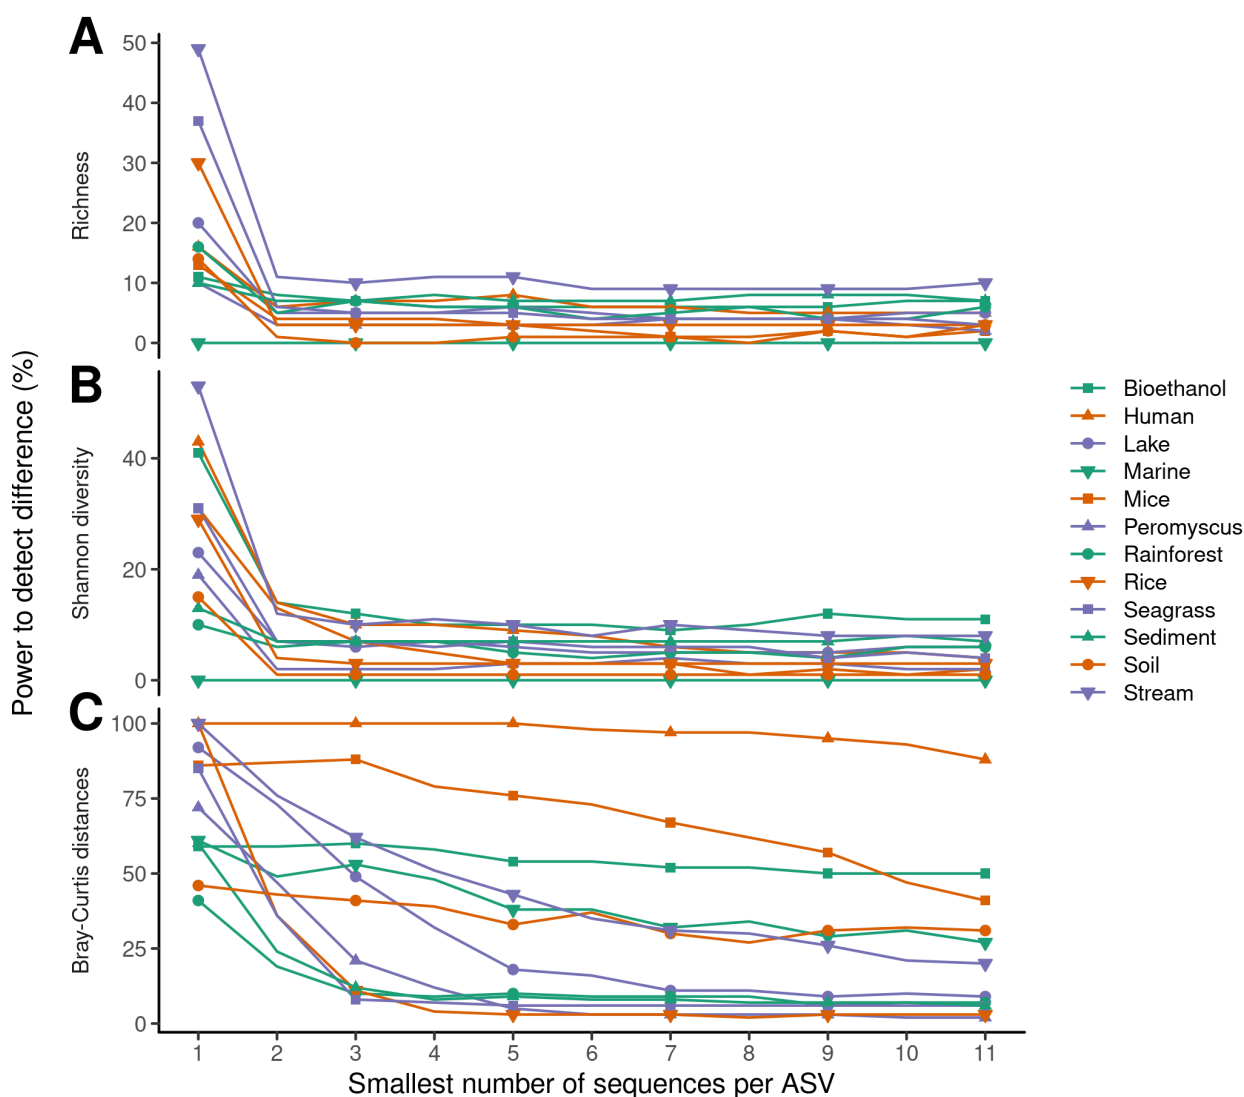 A
50
40
30
20
10
0
Richness
B
40
20
0
Shannon diversity
C
100
75
50
25
0
Bray-Curtis distances
Power to detect difference (%)
1 2 3 4 5 6 7 8 9 10 11
Smallest number of sequences per ASV
Bioethanol
Human
Lake
Marine
Mice
Peromyscus
Rainforest
Rice
Seagrass
Sediment
Soil
Stream